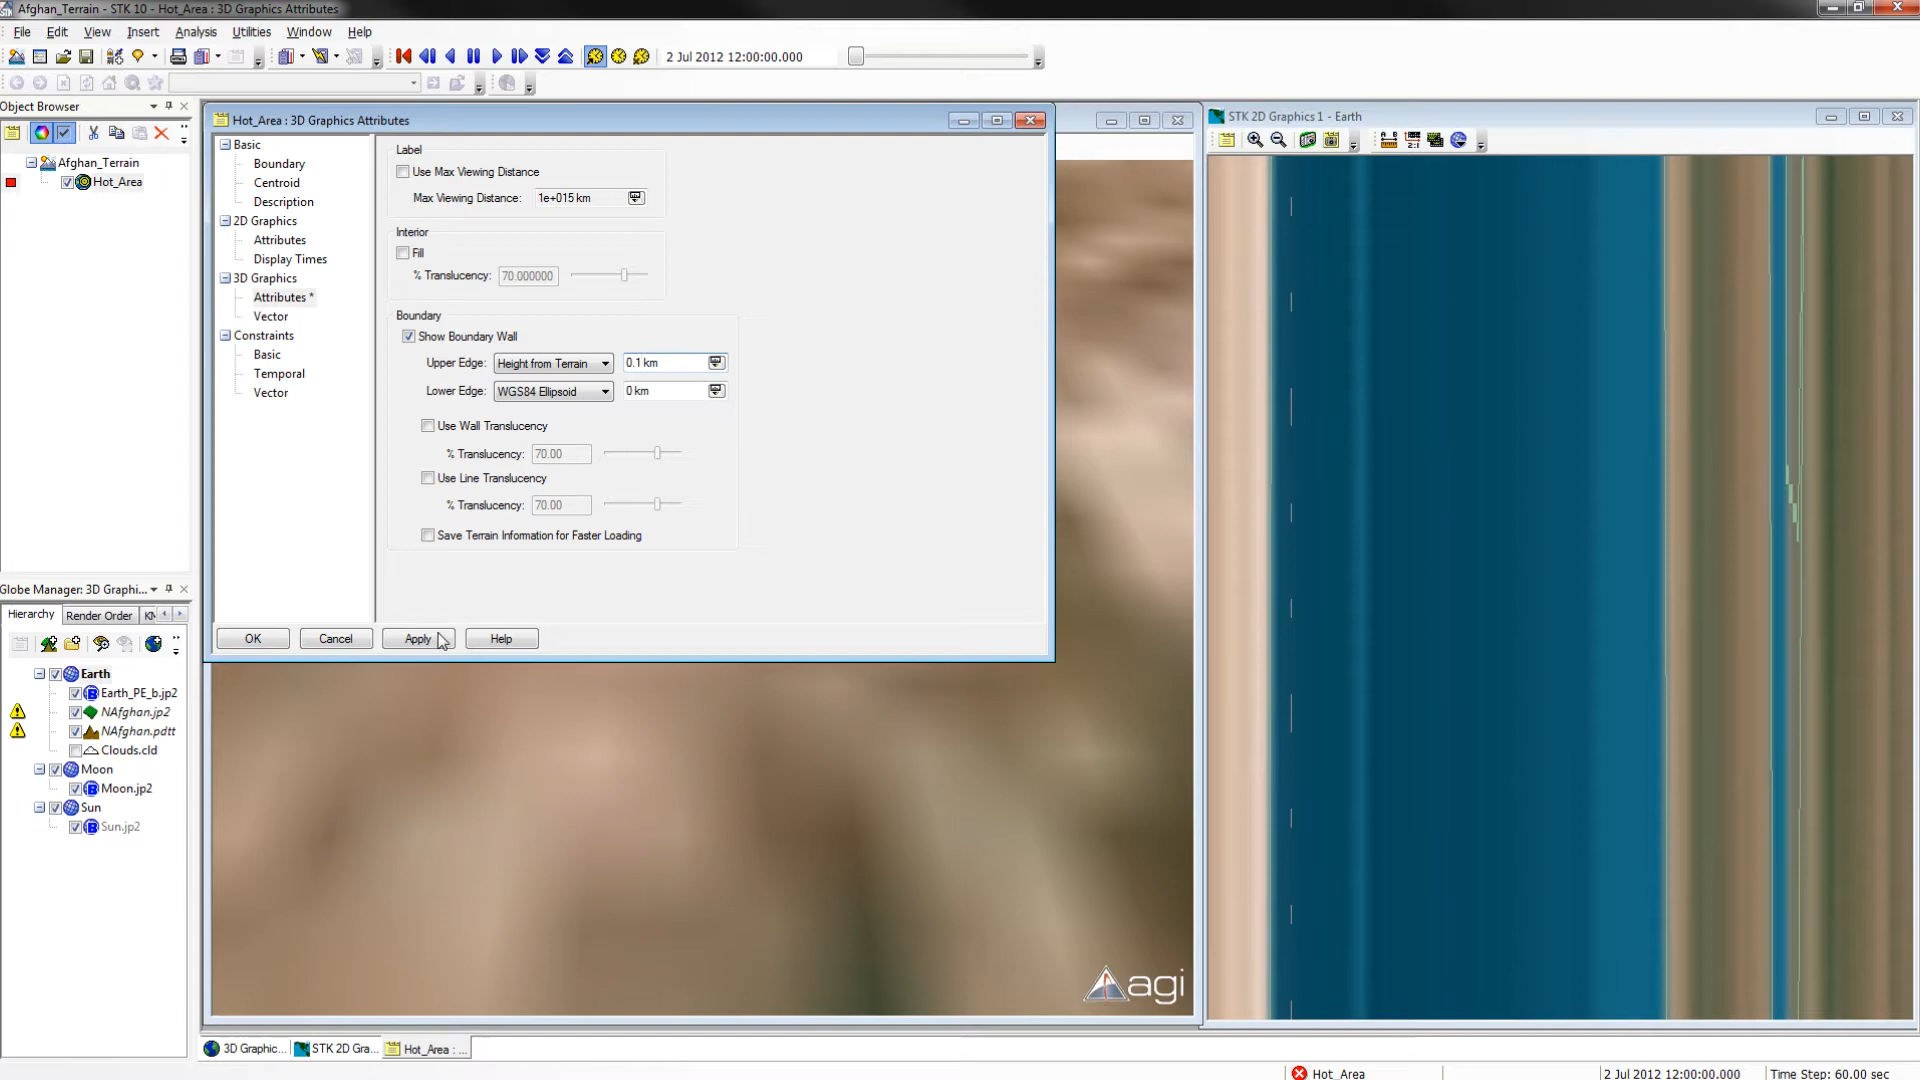 Afghan_Terrain - STK 10 - Hot_Area : 3D Graphics Attributes
File Edit View Insert Analysis Utilities Window Help
2 Jul 2012 12:00:00.000
Object Browser
Afghan_Terrain
Hot_Area
Hot_Area : 3D Graphics Attributes
Basic
Boundary
Centroid
Description
2D Graphics
Attributes
Display Times
3D Graphics
Attributes *
Vector
Constraints
Basic
Temporal
Vector
Label
Use Max Viewing Distance
Max Viewing Distance: 1e+015 km
Interior
Fill
% Translucency: 70.000000
Boundary
Show Boundary Wall
Upper Edge: Height from Terrain 0.1 km
Lower Edge: WGS84 Ellipsoid 0 km
Use Wall Translucency
% Translucency: 70.00
Use Line Translucency
% Translucency: 70.00
Save Terrain Information for Faster Loading
OK Cancel Apply Help
STK 2D Graphics 1 - Earth
Globe Manager: 3D Graphi...
Hierarchy Render Order
Earth
Earth_PE_b.jp2
NAfghan.jp2
NAfghan.pdtt
Clouds.cld
Moon
Moon.jp2
Sun
Sun.jp2
agi
3D Graphic... STK 2D Gra... Hot_Area : ...
Hot_Area 2 Jul 2012 12:00:00.000 Time Step: 60.00 sec